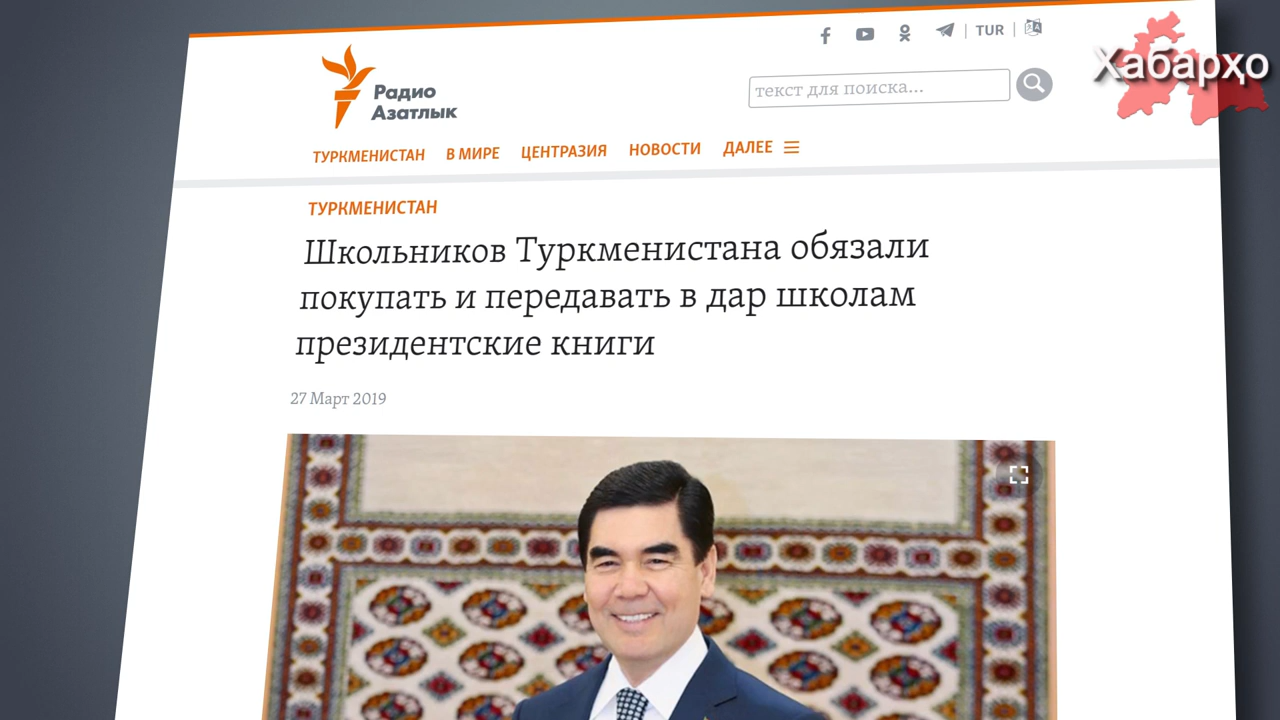 TUR
Хабарҳо
Радио
Азатлык
текст для поиска...
ТУРКМЕНИСТАН В МИРЕ ЦЕНТРАЗИЯ НОВОСТИ ДАЛЕЕ
ТУРКМЕНИСТАН
Школьников Туркменистана обязали
покупать и передавать в дар школам
президентские книги
27 Март 2019